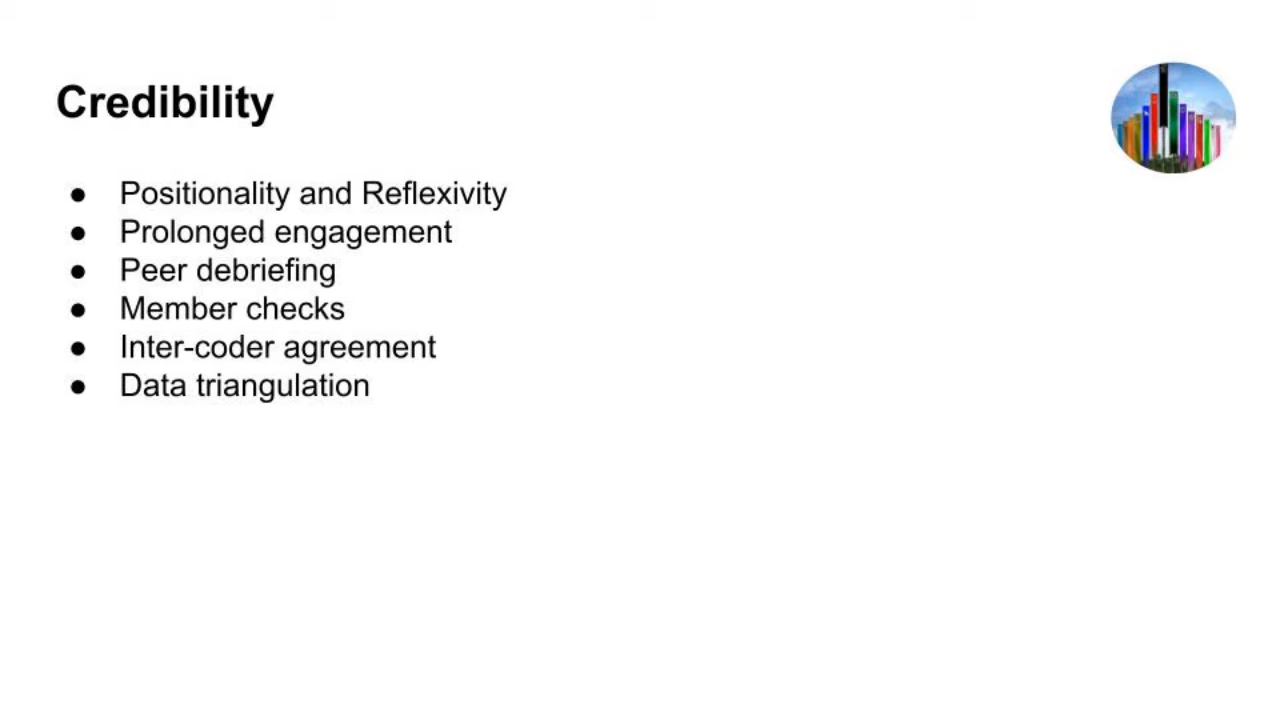 Credibility
● Positionality and Reflexivity
● Prolonged engagement
● Peer debriefing
● Member checks
● Inter-coder agreement
● Data triangulation